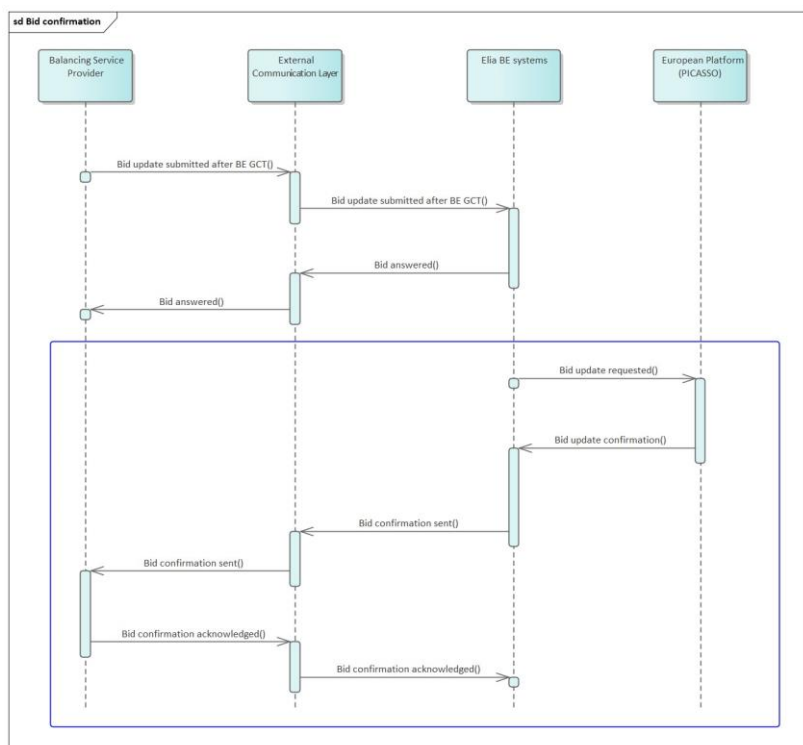 sd Bid confirmation
Balancing Service
Provider
External
Communication Layer
Elia BE systems
European Platform
(PICASSO)
Bid update submitted after BE GCT()
Bid update submitted after BE GCT()
Bid answered()
Bid answered()
Bid update requested()
Bid update confirmation()
Bid confirmation sent()
Bid confirmation sent()
Bid confirmation acknowledged()
Bid confirmation acknowledged()